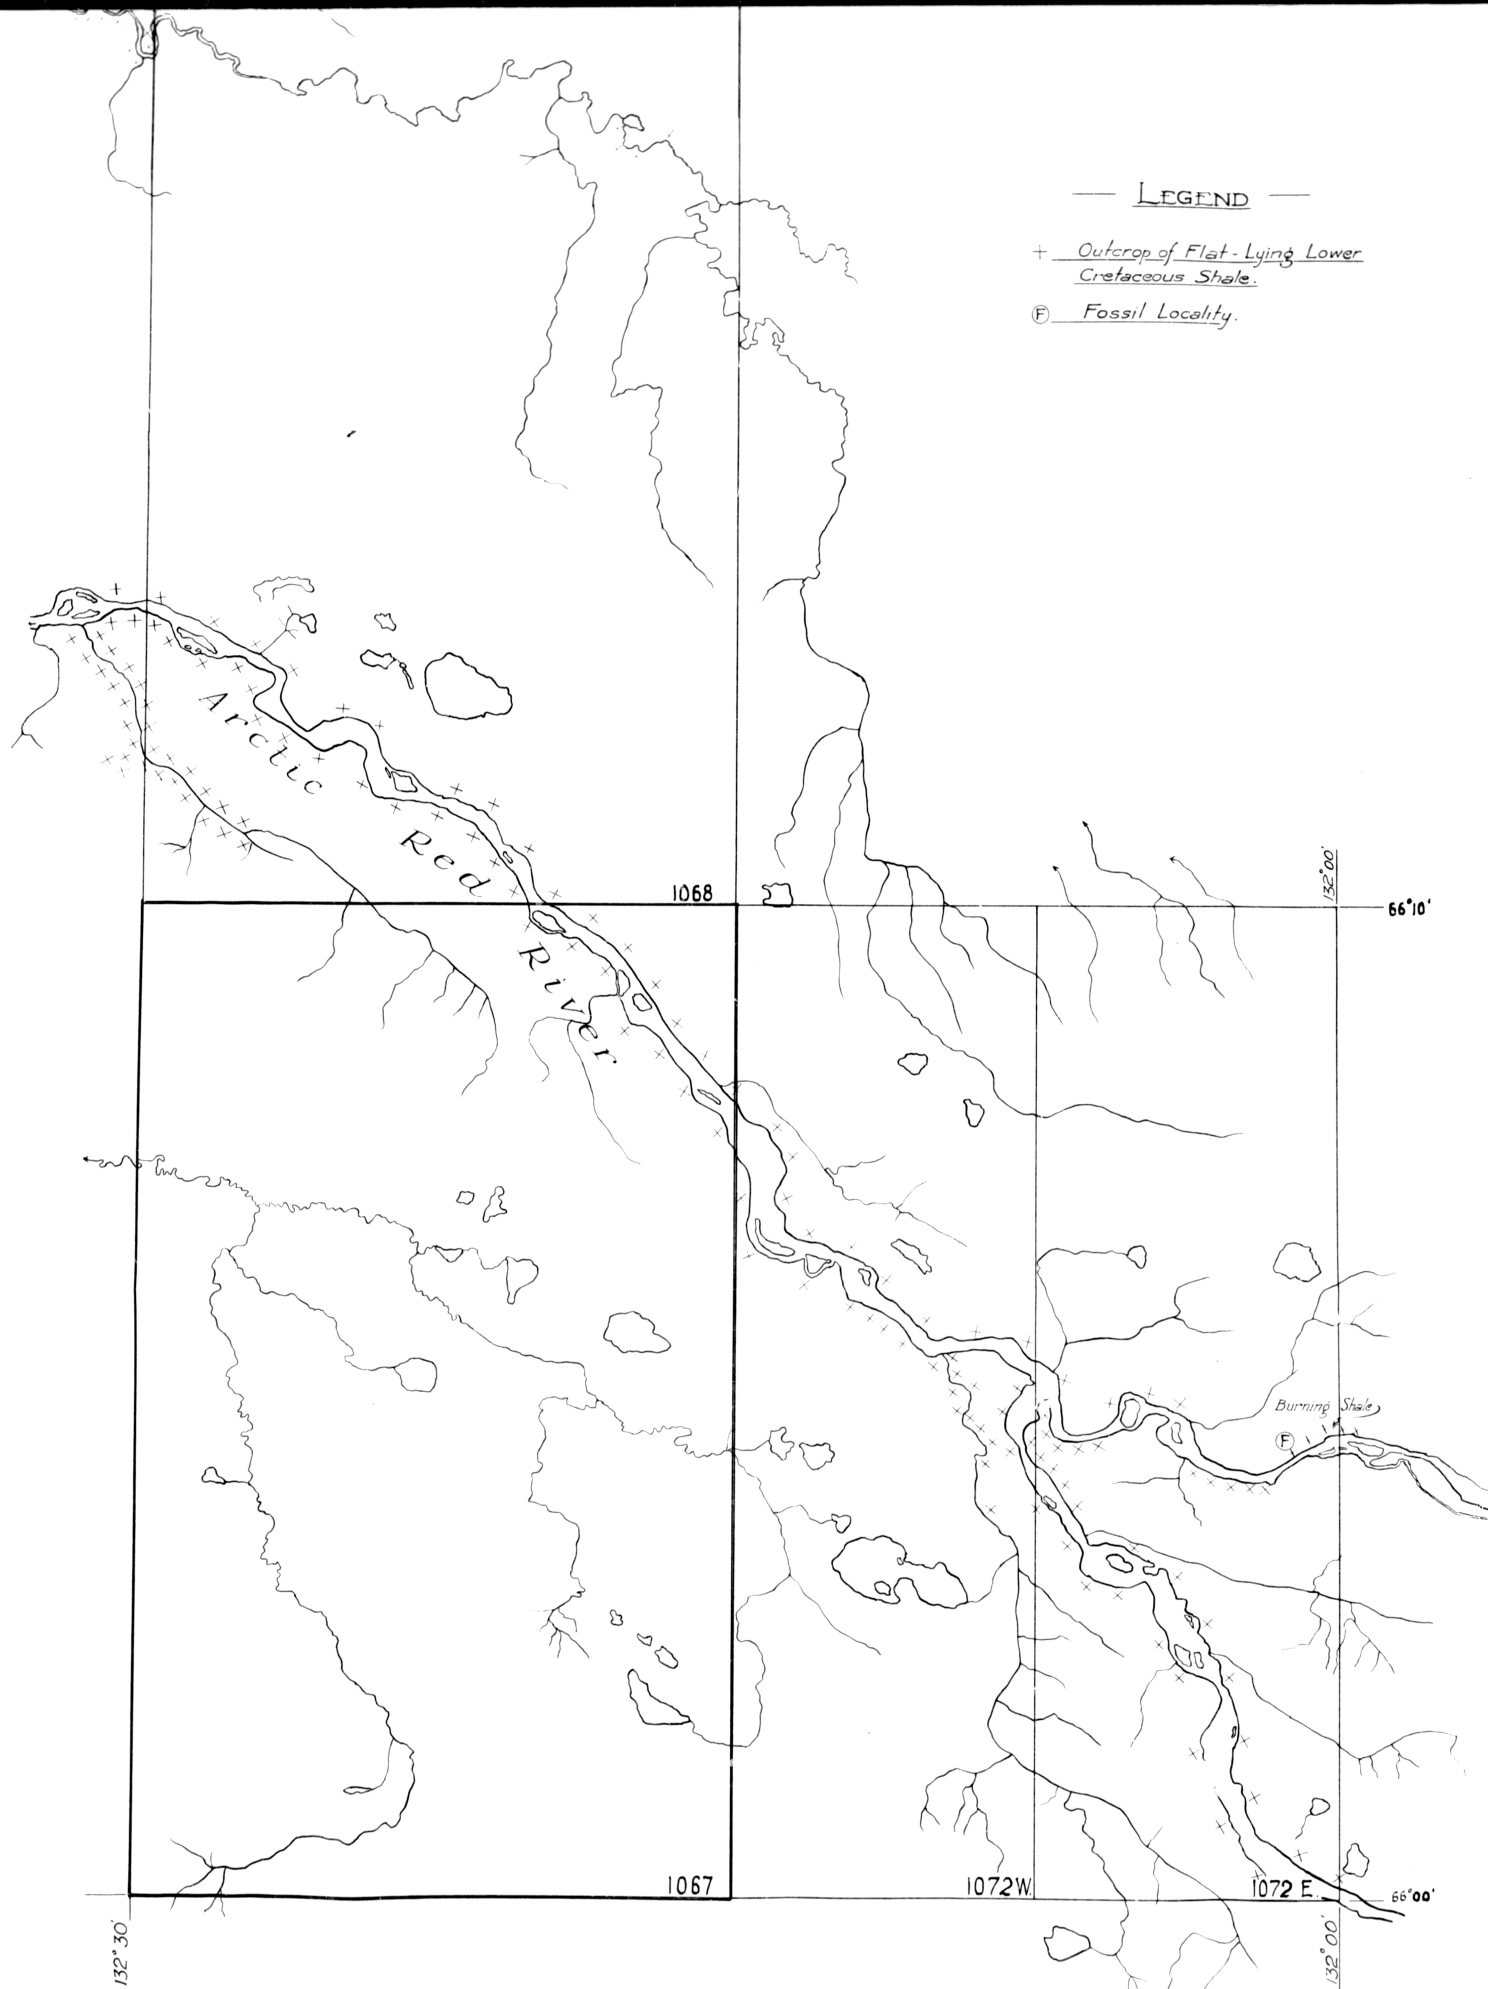 LEGEND
+ Outcrop of Flat-Lying Lower
Cretaceous Shale.
Ⓕ Fossil Locality.
Arctic
Red
River
1068
132°00'
66°10'
Burning Shale
F
1067
1072 W.
1072 E.
66°00'
132°30'
132°00'